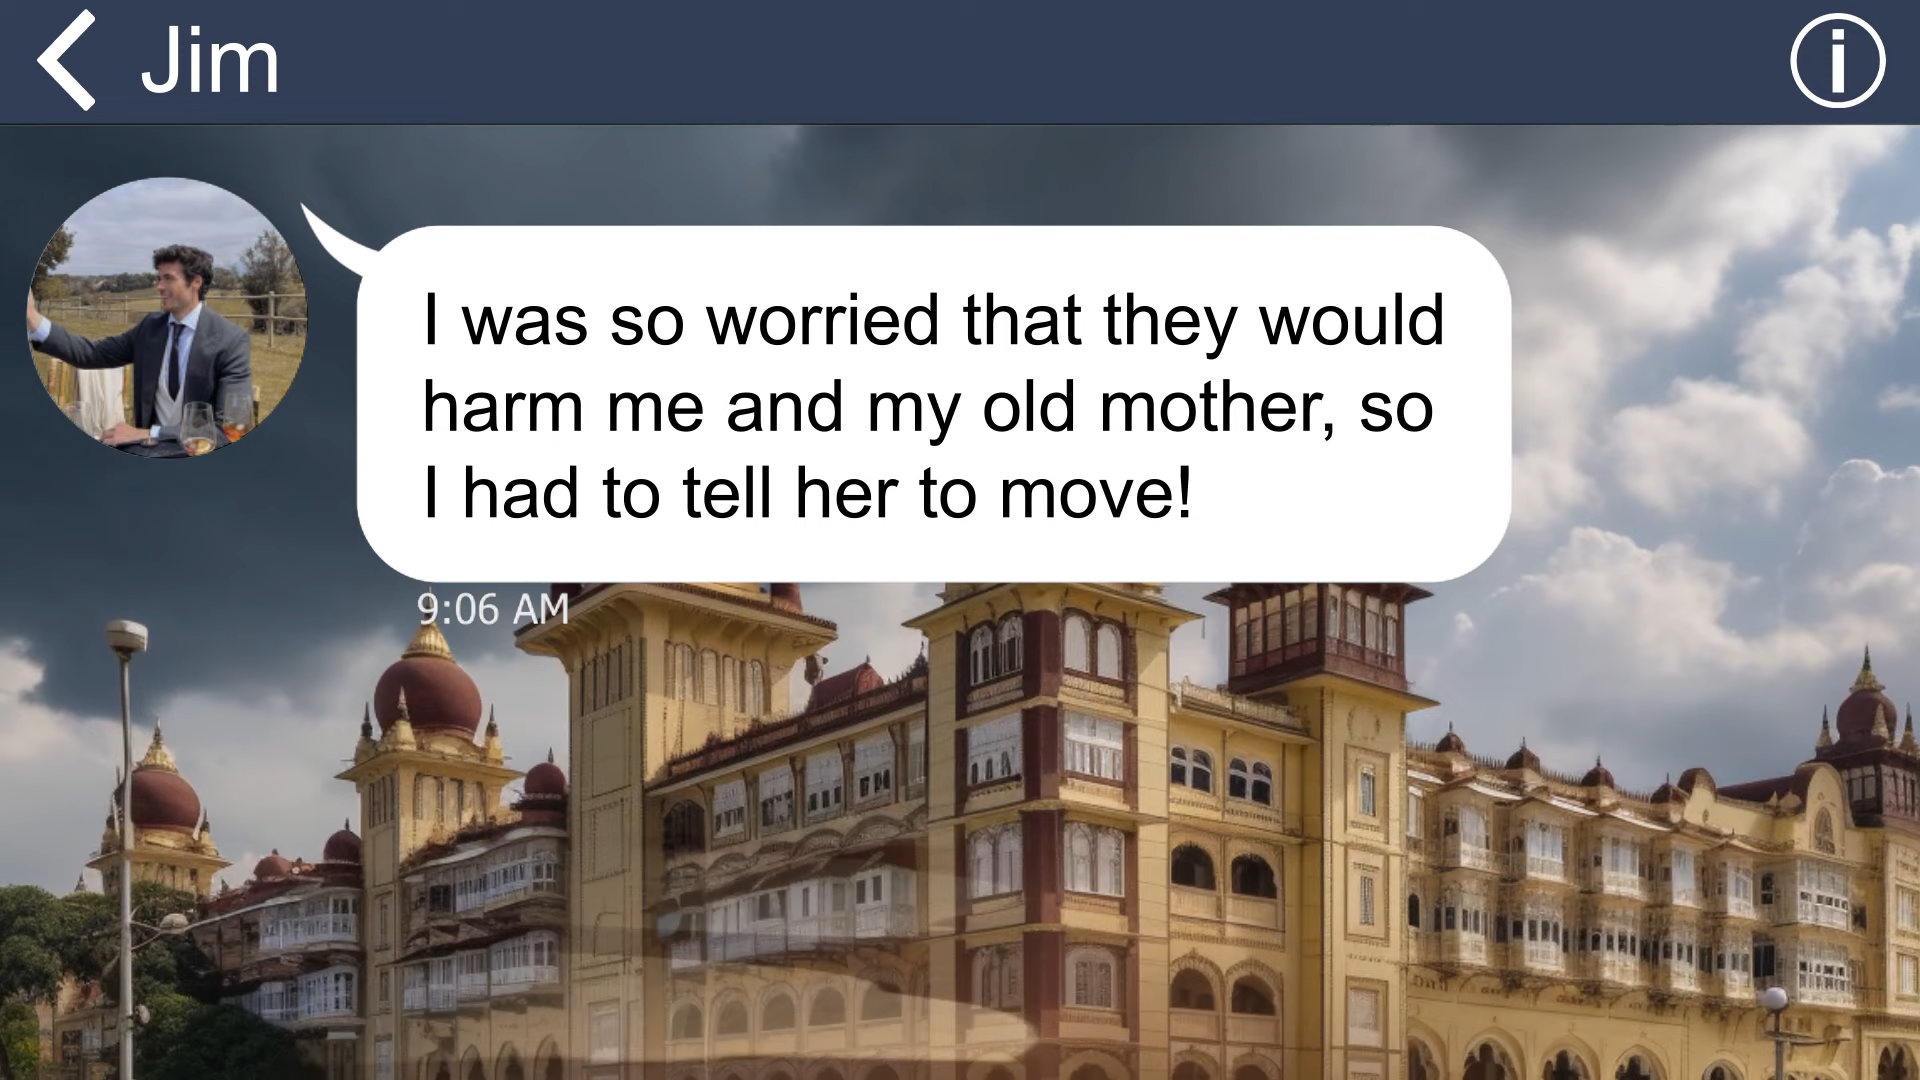 Jim
I was so worried that they would
harm me and my old mother, so
I had to tell her to move!
9:06 AM